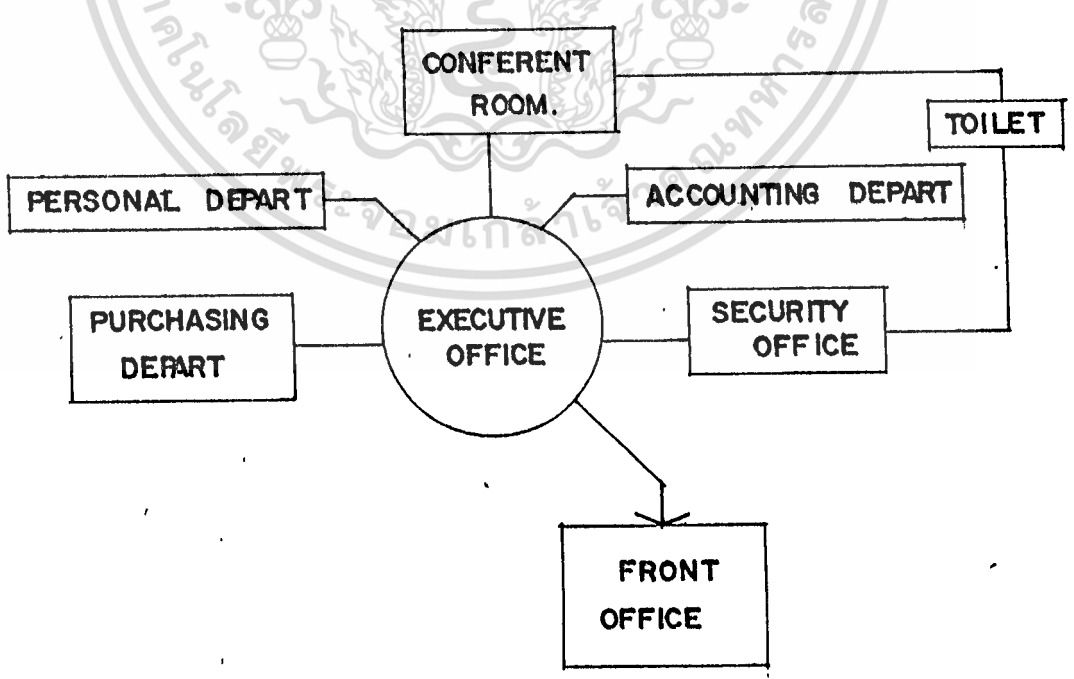 CONFERENT
ROOM.
TOILET
PERSONAL DEPART
ACCOUNTING DEPART
PURCHASING
DEPART
EXECUTIVE
OFFICE
SECURITY
OFFICE
FRONT
OFFICE